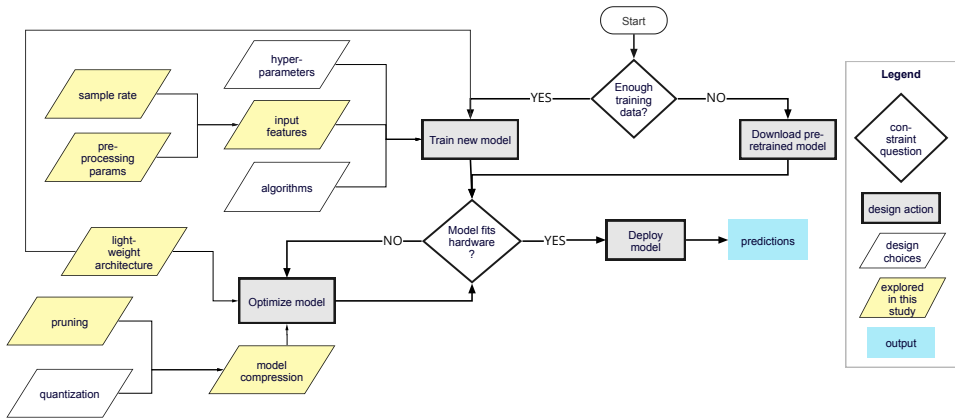 Start
Enough
training
data?
YES
NO
hyper-
parameters
sample rate
input
features
pre-
processing
params
algorithms
Train new model
Download pre-
retrained model
light-
weight
architecture
Model fits
hardware
?
NO
YES
Deploy
model
predictions
Optimize model
pruning
model
compression
quantization
Legend
con-
straint
question
design action
design
choices
explored
in this
study
output